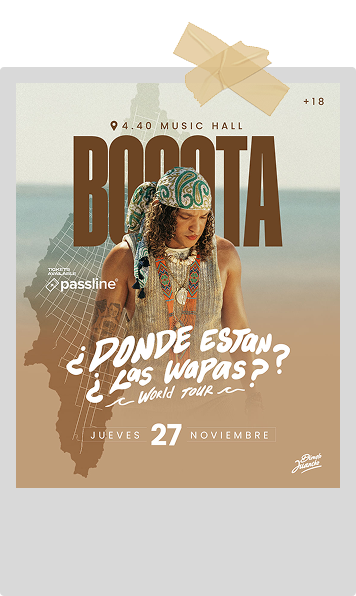 +18
4.40 MUSIC HALL
BOGOTA
TICKETS
AVAILABLE
passline
¿DONDE ESTAN?
¿LAS WAPAS?
WORLD TOUR
JUEVES 27 NOVIEMBRE